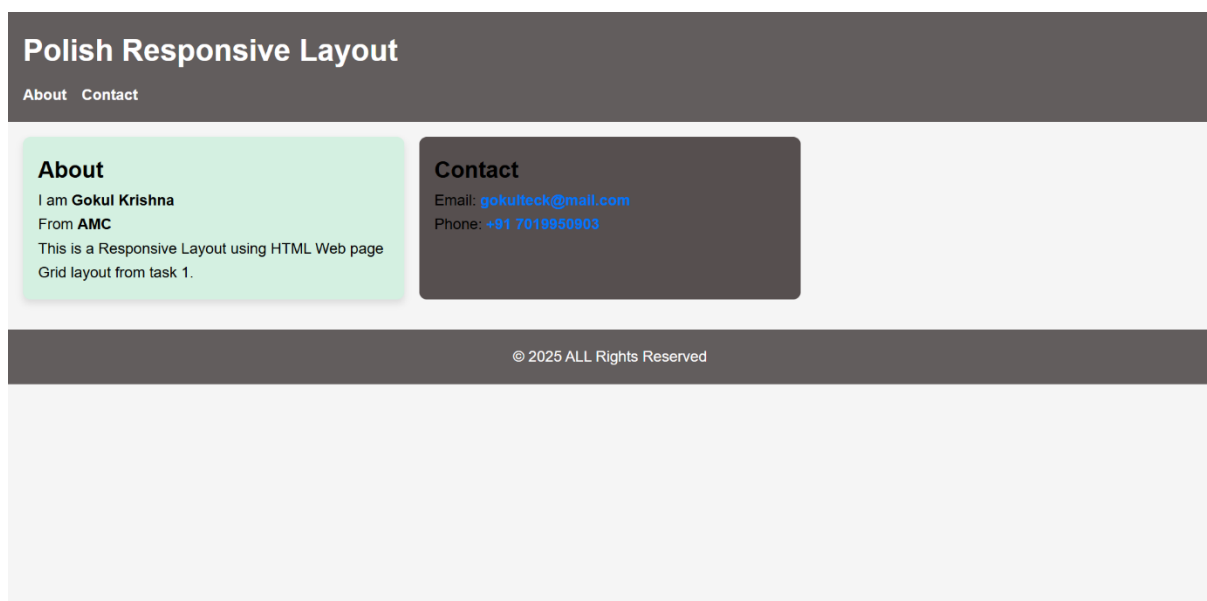 Polish Responsive Layout
About Contact
About
I am Gokul Krishna
From AMC
This is a Responsive Layout using HTML Web page
Grid layout from task 1.
Contact
Email: gokulteck@mail.com
Phone: +91 7019950903
© 2025 ALL Rights Reserved